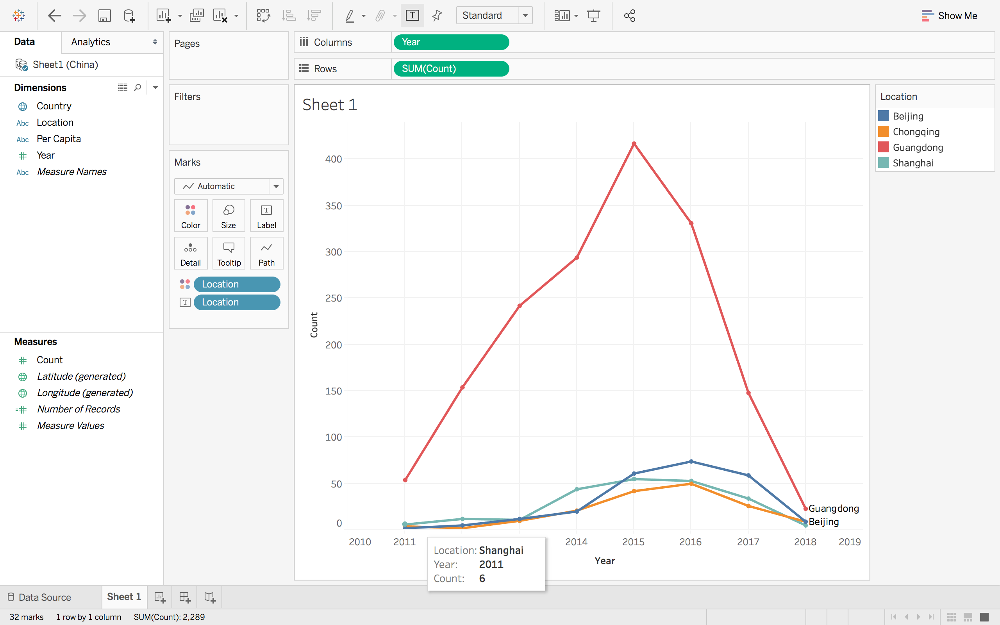 Standard
Show Me
Data
Analytics
Sheet1 (China)
Dimensions
Country
Abc Location
Abc Per Capita
Year
Abc Measure Names
Measures
Count
Latitude (generated)
Longitude (generated)
=# Number of Records
Measure Values
Pages
Filters
Marks
Automatic
Color Size T Label
Detail Tooltip Path
Location
T Location
Columns Year
Rows SUM(Count)
Sheet 1
400
350
300
250
200
150
100
50
0
Count
Guangdong
Beijing
2010 2011 2014 2015 2016 2017 2018 2019
Year
Location: Shanghai
Year: 2011
Count: 6
Location
Beijing
Chongqing
Guangdong
Shanghai
Data Source
Sheet 1
32 marks 1 row by 1 column SUM(Count): 2,289